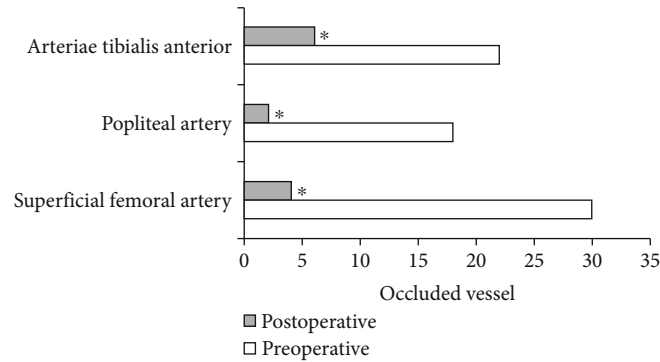 Arteriae tibialis anterior
*
Popliteal artery
*
Superficial femoral artery
*
0 5 10 15 20 25 30 35
Occluded vessel
Postoperative
Preoperative